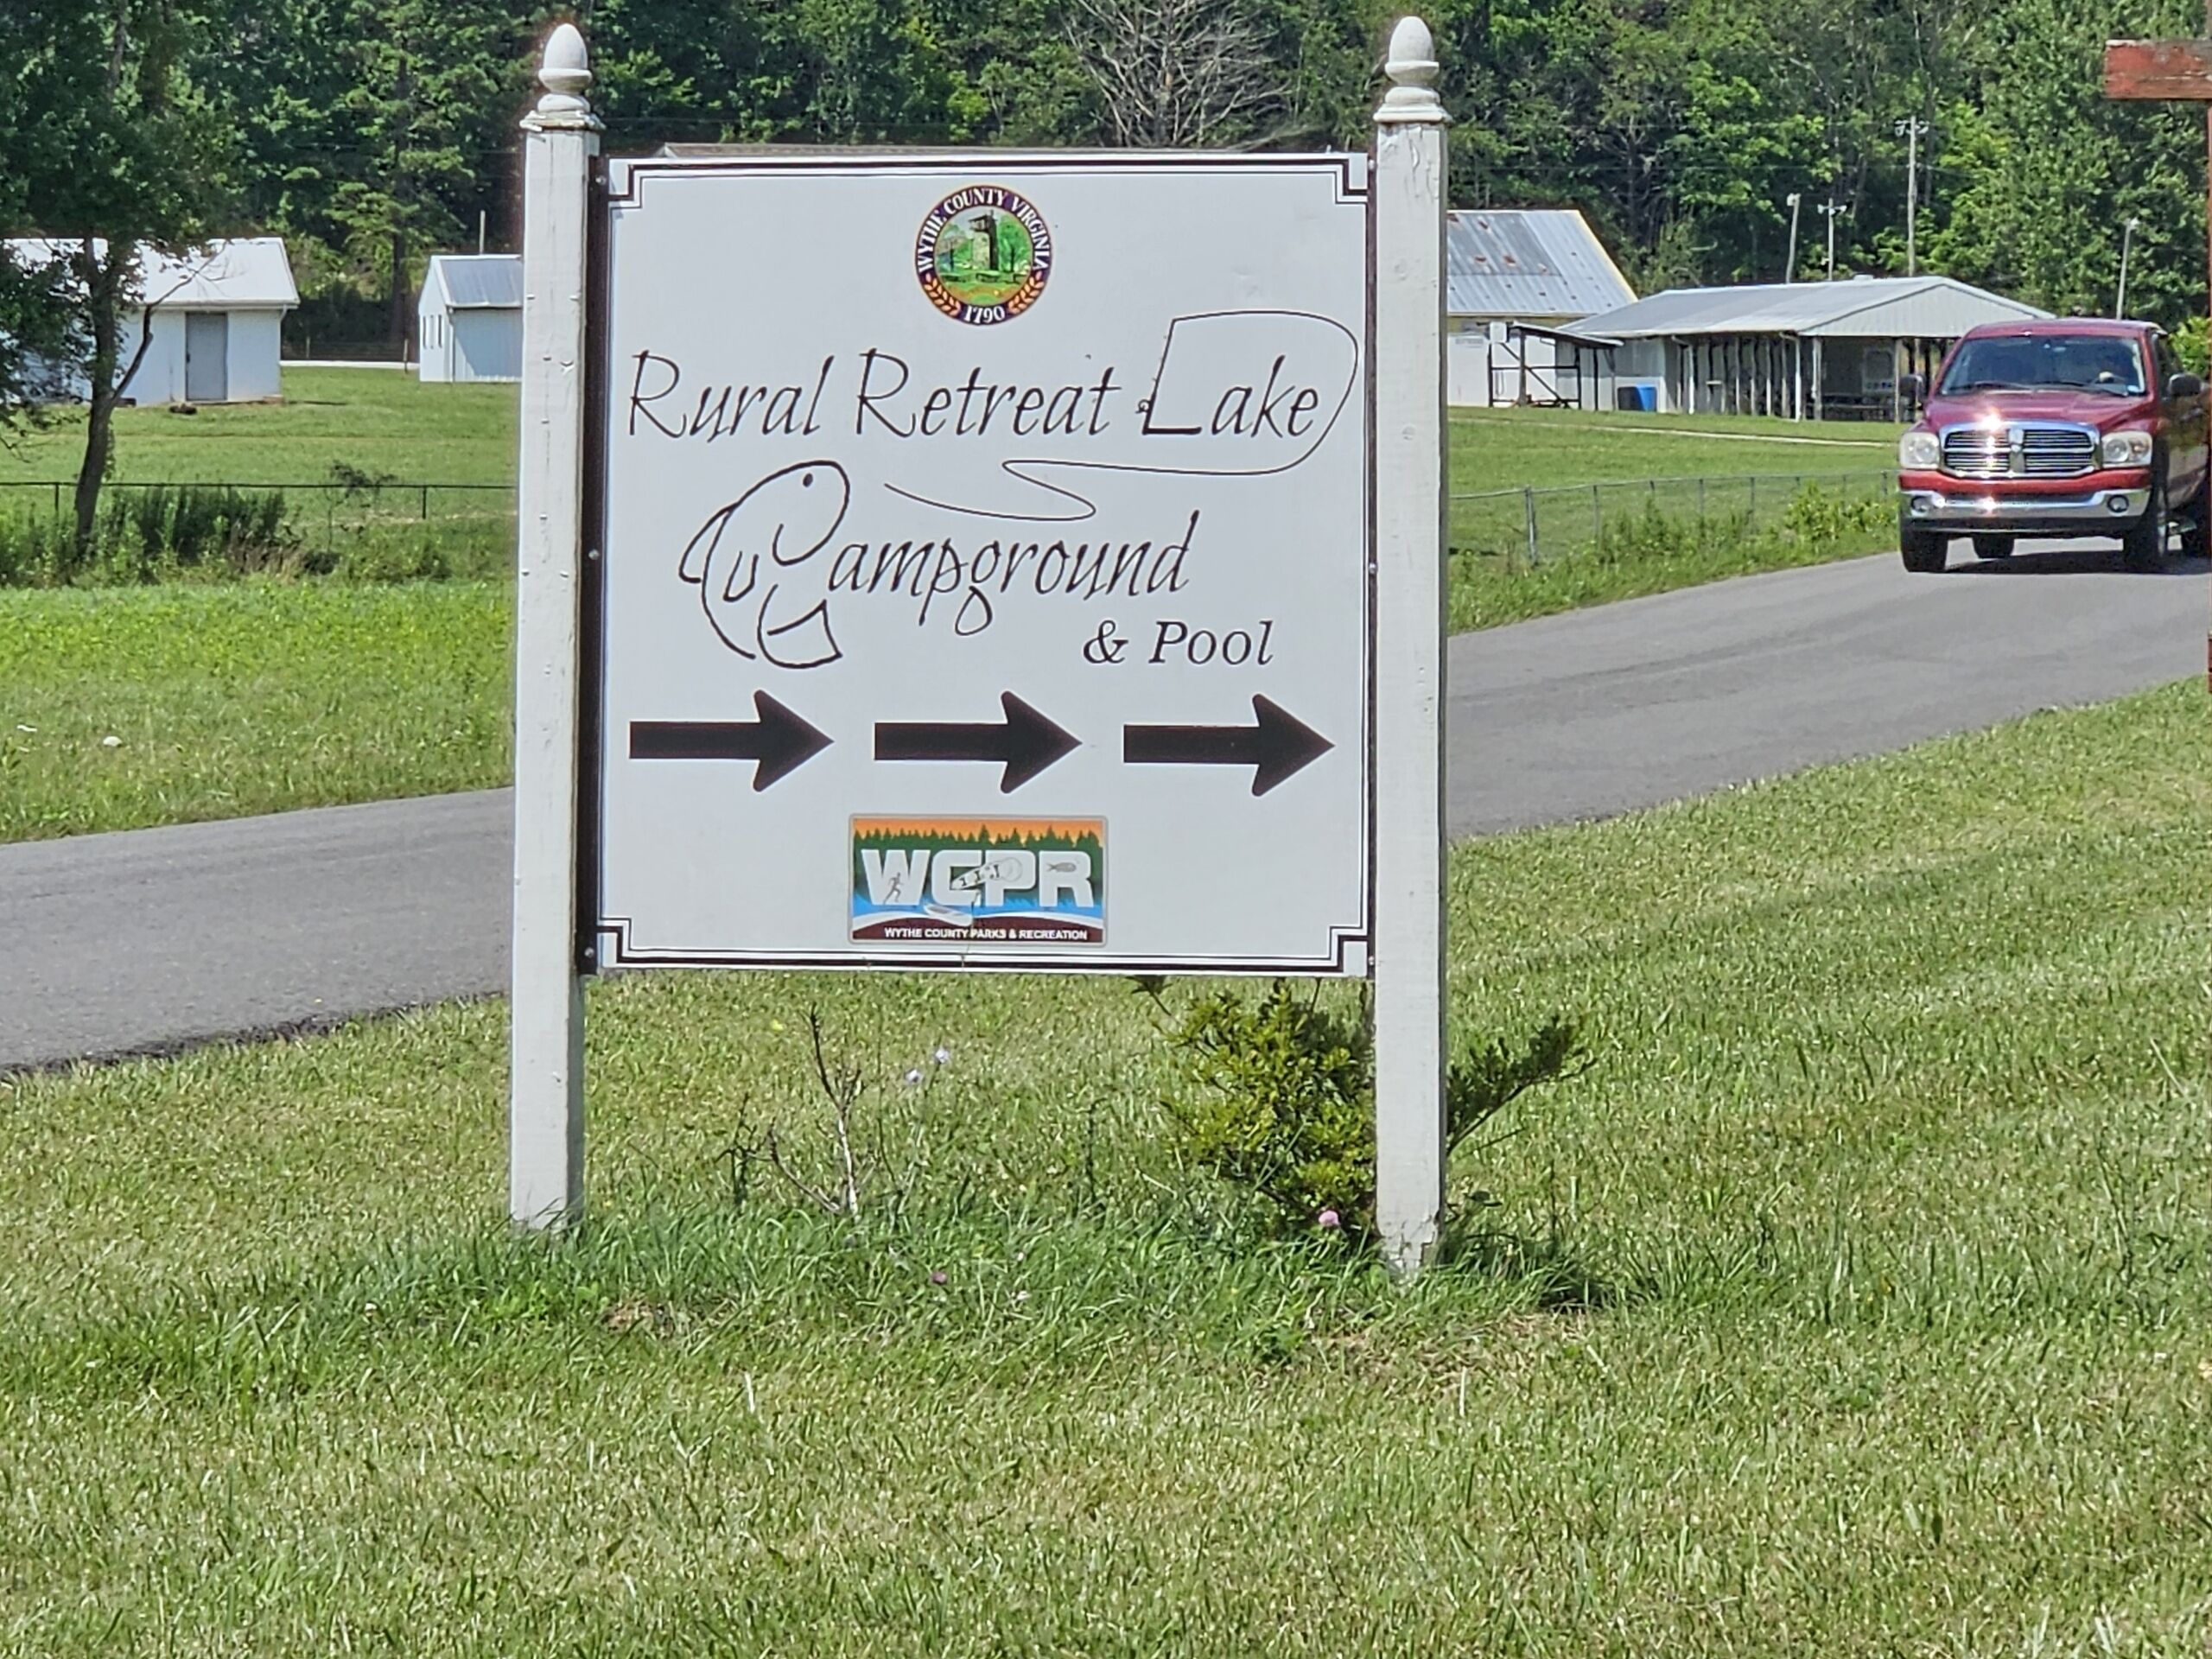 WYTHE COUNTY VIRGINIA
1790
Rural Retreat Lake
Campground
& Pool
WCPR
WYTHE COUNTY PARKS & RECREATION